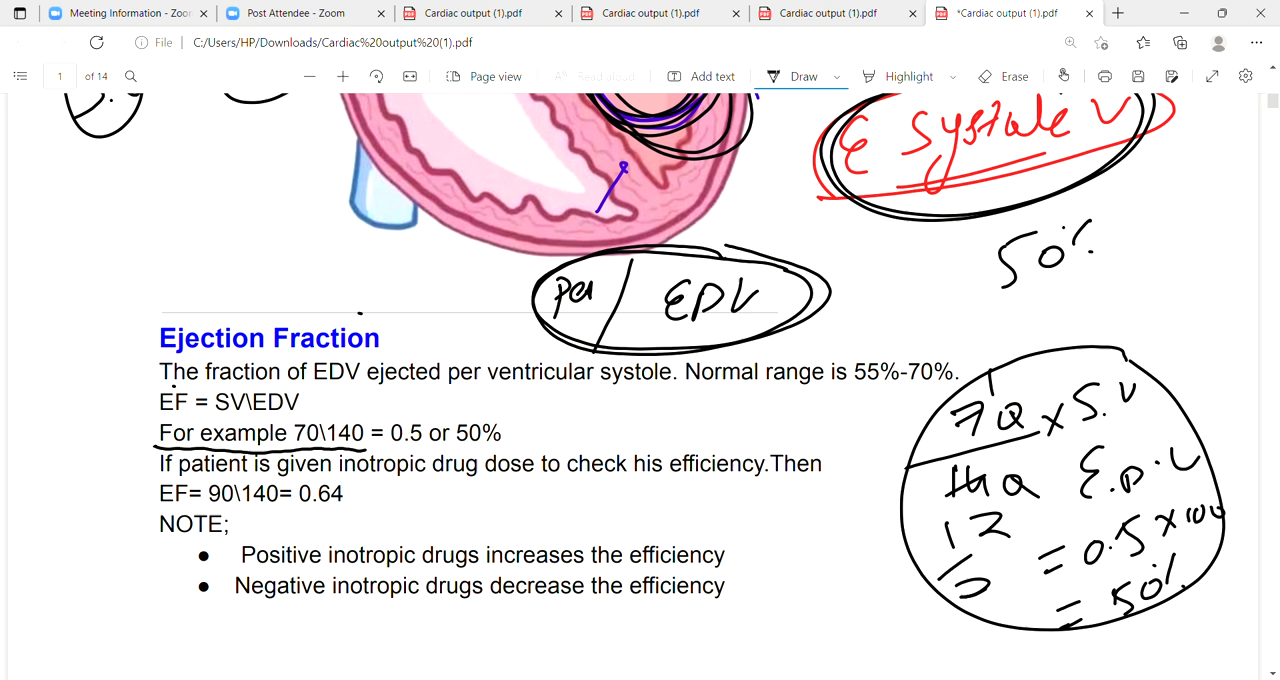 Meeting Information - Zoor
Post Attendee - Zoom
Cardiac output (1).pdf
Cardiac output (1).pdf
Cardiac output (1).pdf
*Cardiac output (1).pdf
File
C:/Users/HP/Downloads/Cardiac%20output%20(1).pdf
1 of 14
Page view
Read aloud
Add text
Draw
Highlight
Erase
E systole V
50%
EDV
Ejection Fraction
The fraction of EDV ejected per ventricular systole. Normal range is 55%-70%.
EF = SV\EDV
For example 70\140 = 0.5 or 50%
If patient is given inotropic drug dose to check his efficiency.Then
EF= 90\140= 0.64
NOTE;
● Positive inotropic drugs increases the efficiency
● Negative inotropic drugs decrease the efficiency
70 x S.V
E.D.V
= 0.5 x 100
= 50%